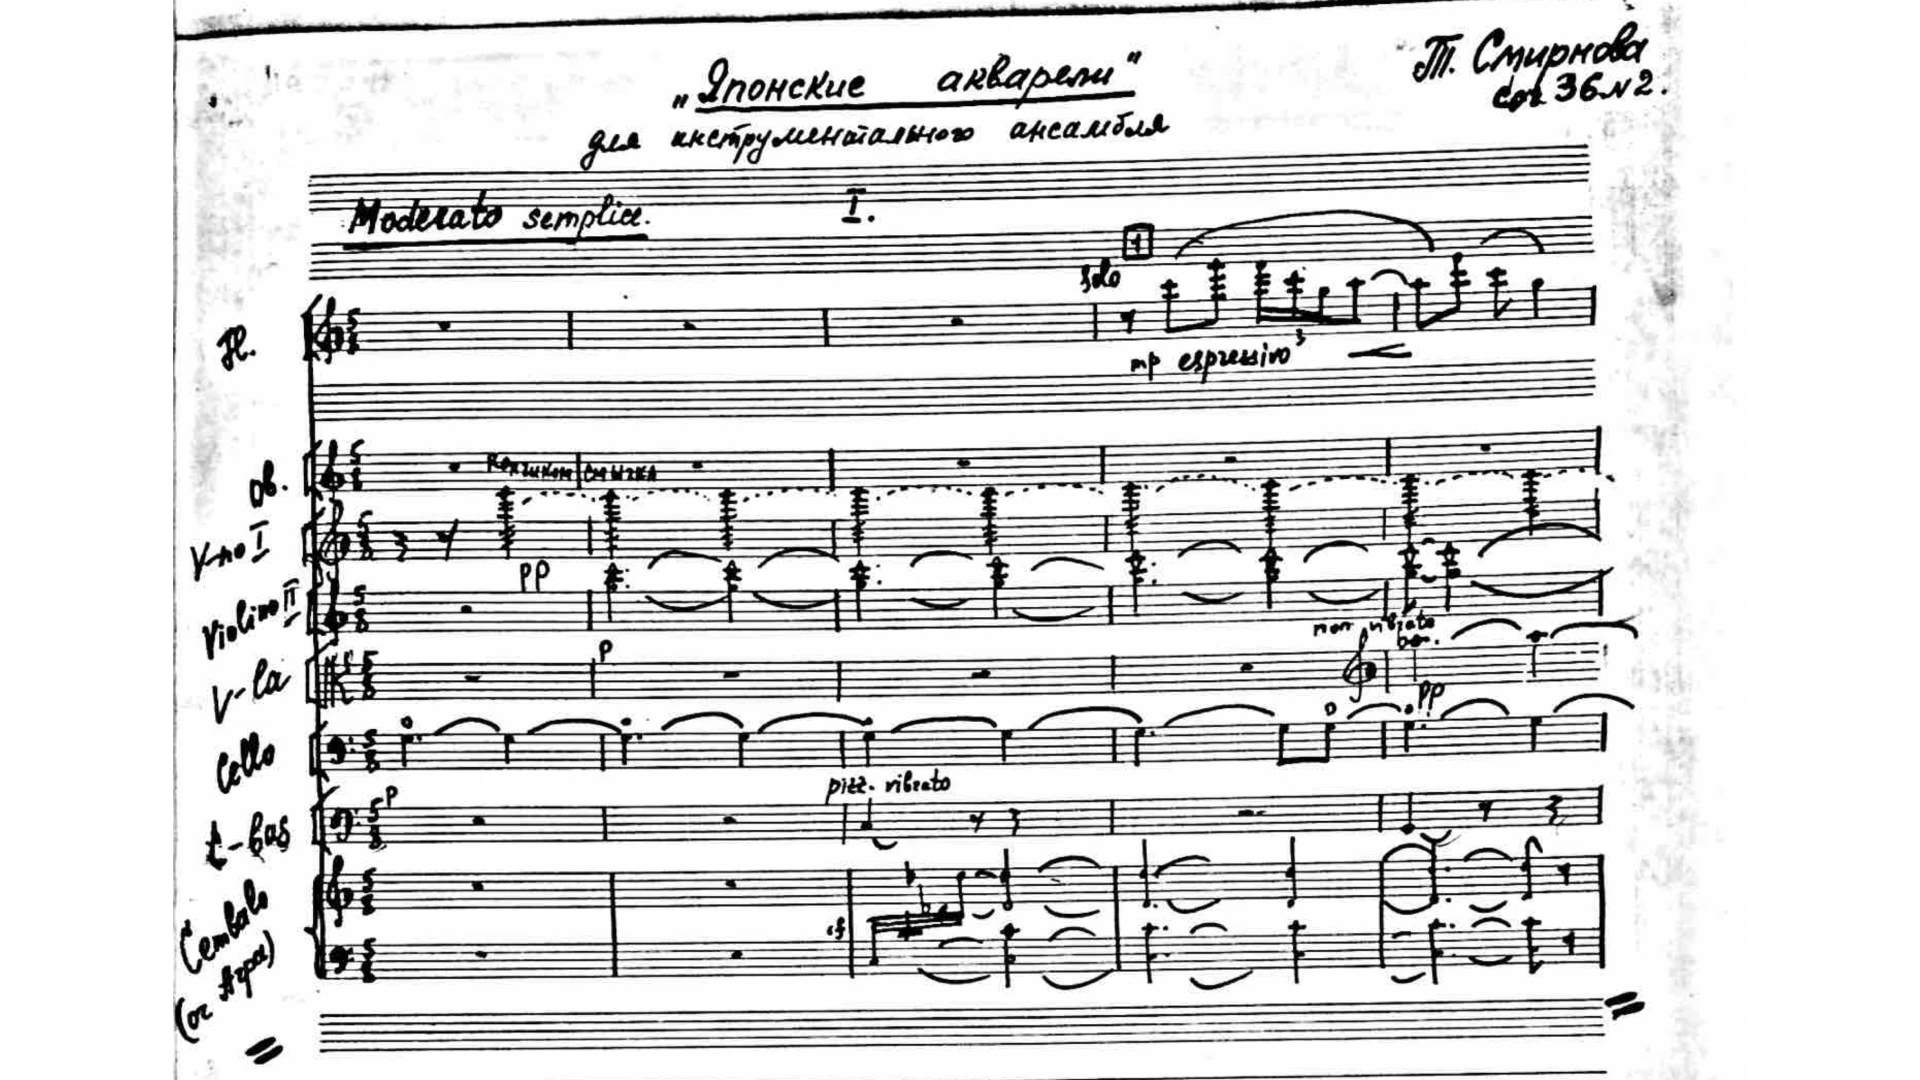 „Японские акварели"
Т. Смирнова
Соч 36 №2.
для инструментального ансамбля
Moderato semplice.
I.
1
solo
Fl.
mp espressivo
3
Ob.
Кончиком смычка
V-no I
pp
Violino II
p
non vibrato
V-la
pp
Cello
p
pizz. vibrato
C-bas
Cembalo
(or Arpa)